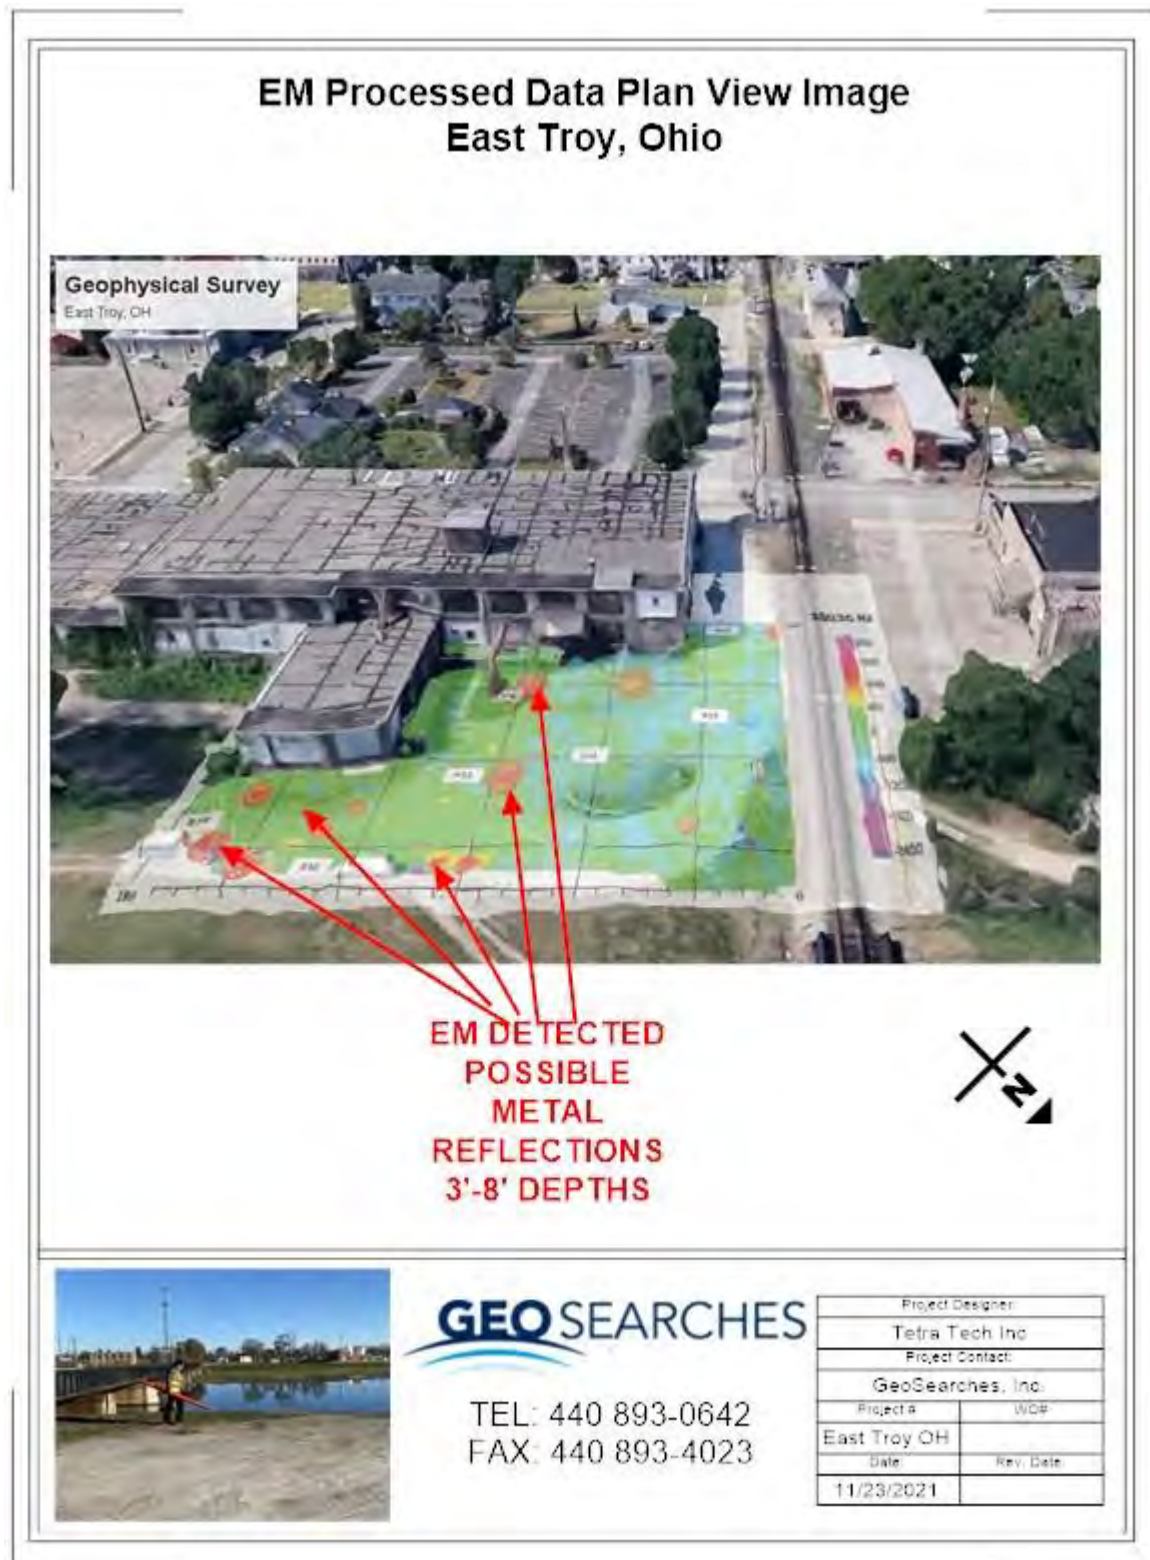 EM Processed Data Plan View Image
East Troy, Ohio
Geophysical Survey
East Troy, OH
180
0
EM DETECTED
POSSIBLE
METAL
REFLECTIONS
3'-8' DEPTHS
N
GEOSEARCHES
TEL: 440 893-0642
FAX: 440 893-4023
Project Designer:
Tetra Tech Inc
Project Contact:
GeoSearches, Inc.
Project # WO#
East Troy OH
Date Rev. Date
11/23/2021